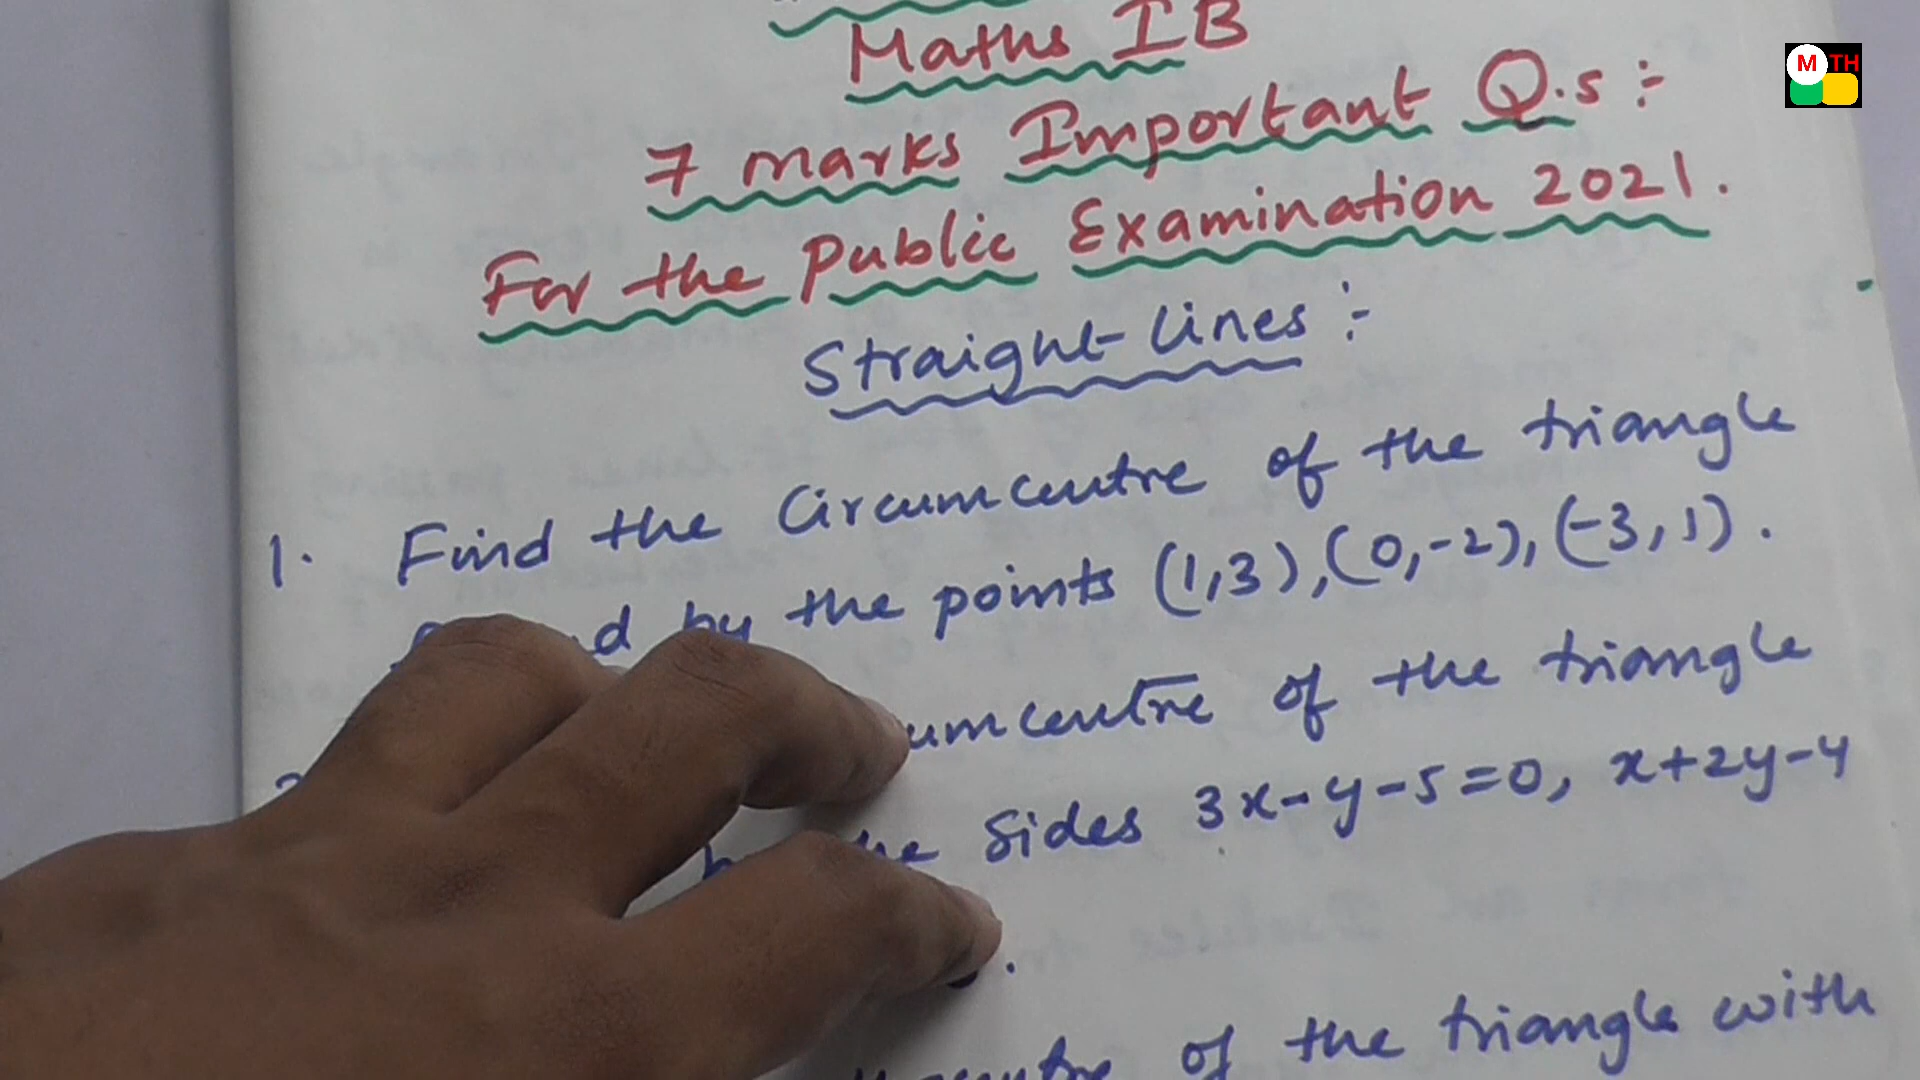 Maths IB
7 marks Important Q.s :-
For the Public Examination 2021.
Straight lines :-
1. Find the Circumcentre of the triangle
by the points (1,3), (0,-2), (-3,1).
of the triangle
Sides 3x-y-5=0, x+2y-4
of the triangle with
M TH